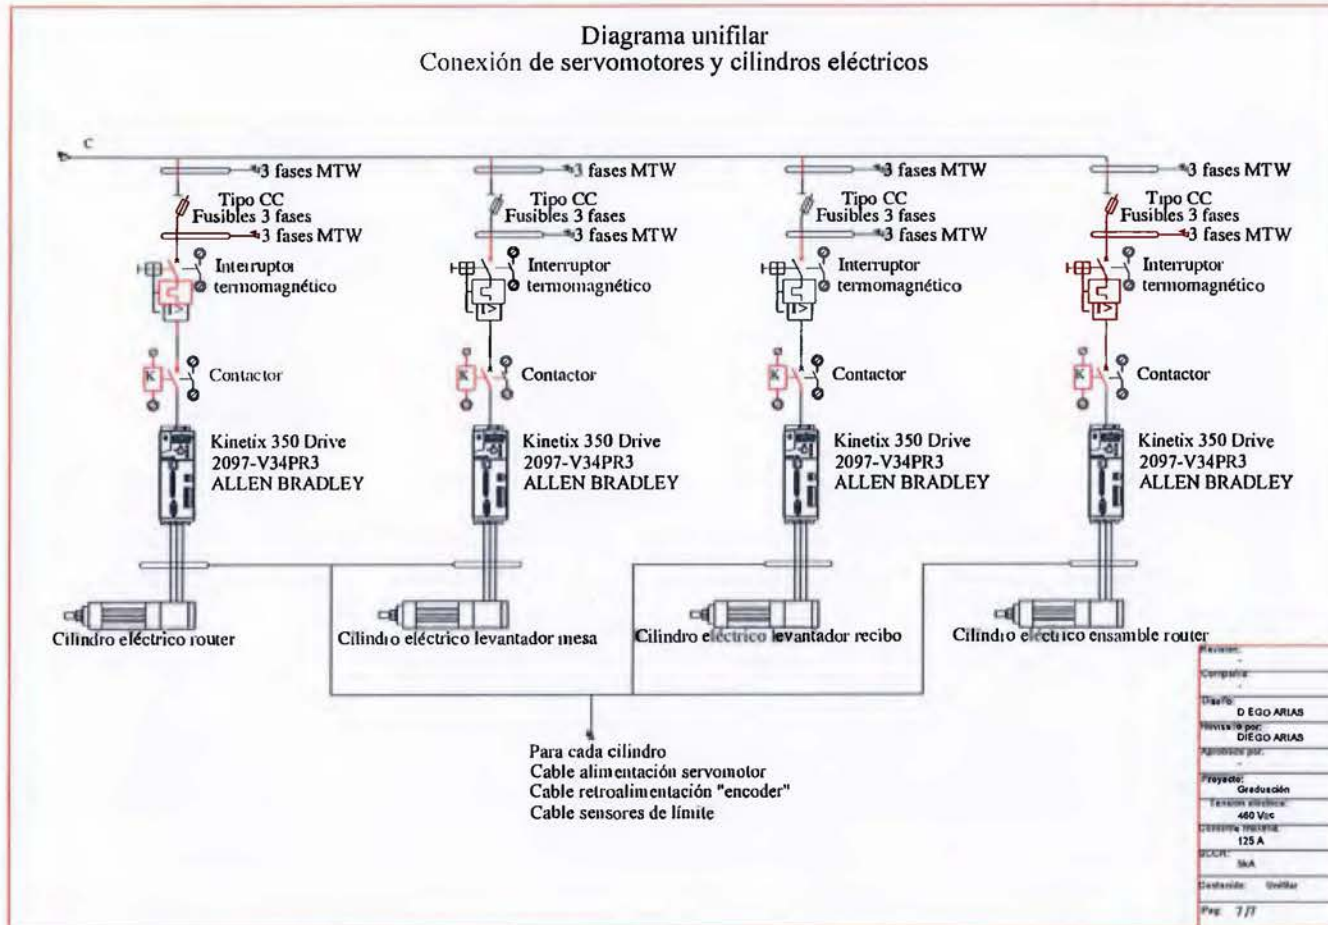 Diagrama unifilar
Conexión de servomotores y cilindros eléctricos
C
3 fases MTW
3 fases MTW
3 fases MTW
3 fases MTW
Tipo CC
Fusibles 3 fases
3 fases MTW
Tipo CC
Fusibles 3 fases
3 fases MTW
Tipo CC
Fusibles 3 fases
3 fases MTW
Tipo CC
Fusibles 3 fases
3 fases MTW
Interruptor
termomagnético
Interruptor
termomagnético
Interruptor
termomagnético
Interruptor
termomagnético
K
Contactor
K
Contactor
K
Contactor
K
Contactor
Kinetix 350 Drive
2097-V34PR3
ALLEN BRADLEY
Kinetix 350 Drive
2097-V34PR3
ALLEN BRADLEY
Kinetix 350 Drive
2097-V34PR3
ALLEN BRADLEY
Kinetix 350 Drive
2097-V34PR3
ALLEN BRADLEY
Cilindro eléctrico router
Cilindro eléctrico levantador mesa
Cilindro eléctrico levantador recibo
Cilindro eléctrico ensamble router
Para cada cilindro
Cable alimentación servomotor
Cable retroalimentación "encoder"
Cable sensores de límite
Revision:
-
Compañía:
-
Diseño:
DIEGO ARIAS
Revisado por:
DIEGO ARIAS
Aprobado por:
-
Proyecto:
Graduación
Tensión eléctrica:
460 Vac
125 A
SCCR:
5kA
Contenido: Unifilar
Pag: 7/7